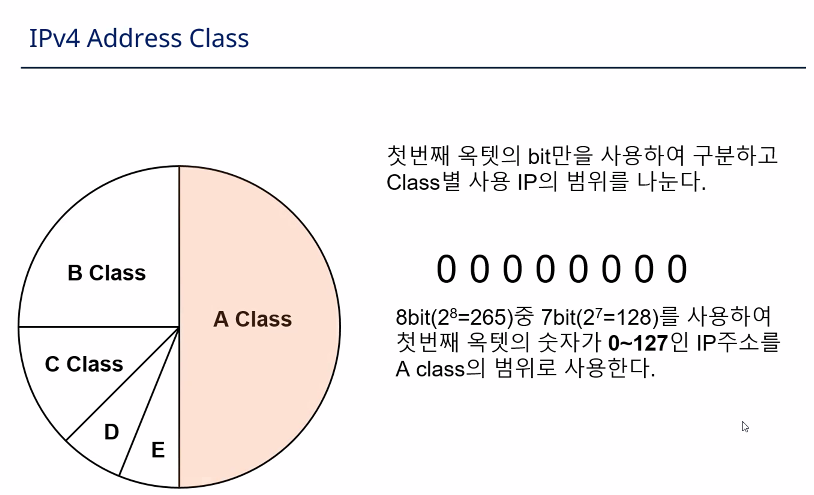 IPv4 Address Class
첫번째 옥텟의 bit만을 사용하여 구분하고
Class별 사용 IP의 범위를 나눈다.
0 0 0 0 0 0 0 0
8bit(2⁸=265)중 7bit(2⁷=128)를 사용하여
첫번째 옥텟의 숫자가 0~127인 IP주소를
A class의 범위로 사용한다.
B Class
A Class
C Class
D
E